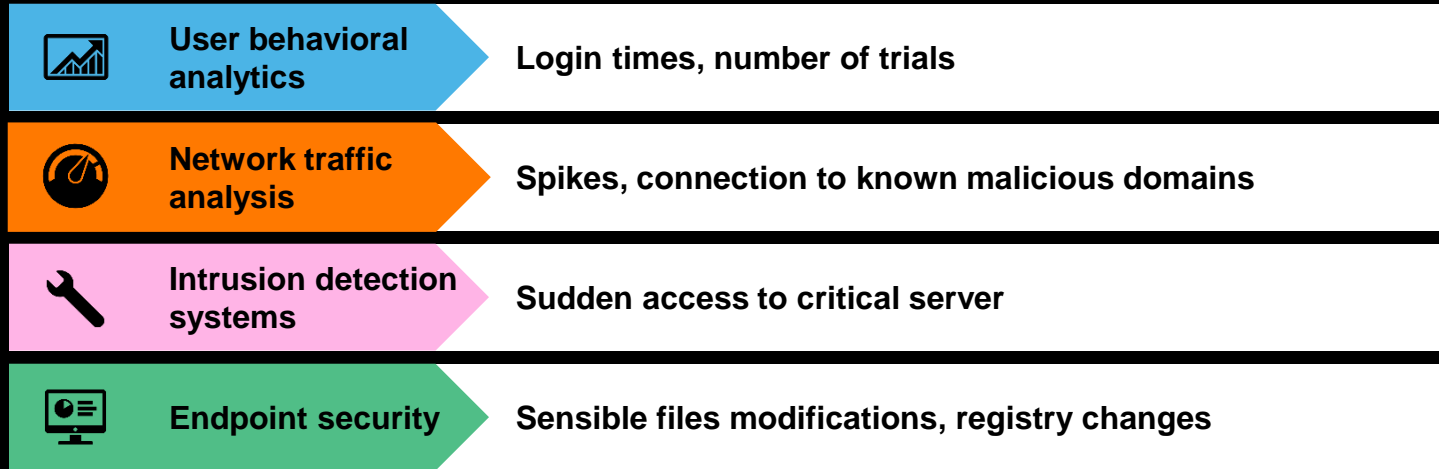 User behavioral
analytics
Login times, number of trials
Network traffic
analysis
Spikes, connection to known malicious domains
Intrusion detection
systems
Sudden access to critical server
Endpoint security
Sensible files modifications, registry changes